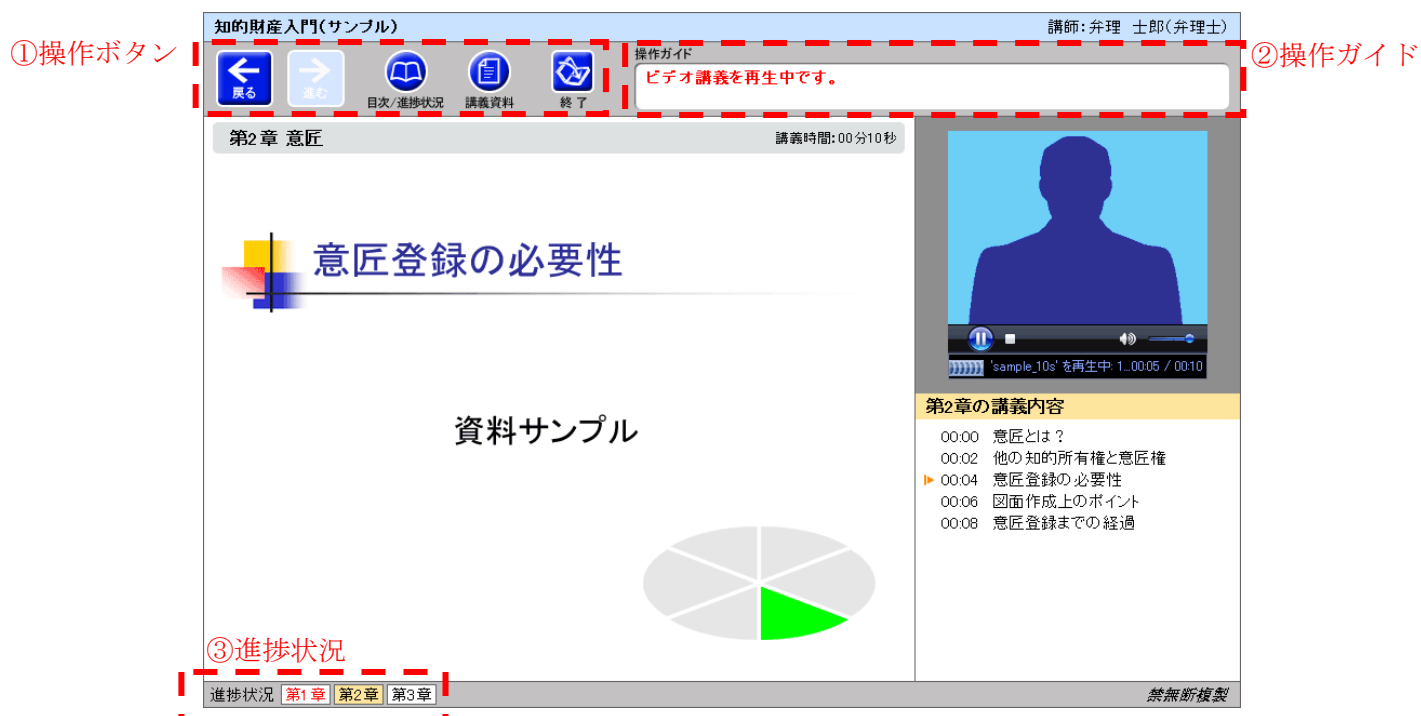 知的財産入門(サンプル)
講師:弁理 士郎(弁理士)
①操作ボタン
戻る
進む
目次/進捗状況
講義資料
終了
操作ガイド
ビデオ講義を再生中です。
②操作ガイド
第2章 意匠
講義時間:00分10秒
意匠登録の必要性
資料サンプル
'sample_10s' を再生中: 1...00:05 / 00:10
第2章の講義内容
00:00 意匠とは?
00:02 他の知的所有権と意匠権
00:04 意匠登録の必要性
00:06 図面作成上のポイント
00:08 意匠登録までの経過
③進捗状況
進捗状況 第1章 第2章 第3章
禁無断複製